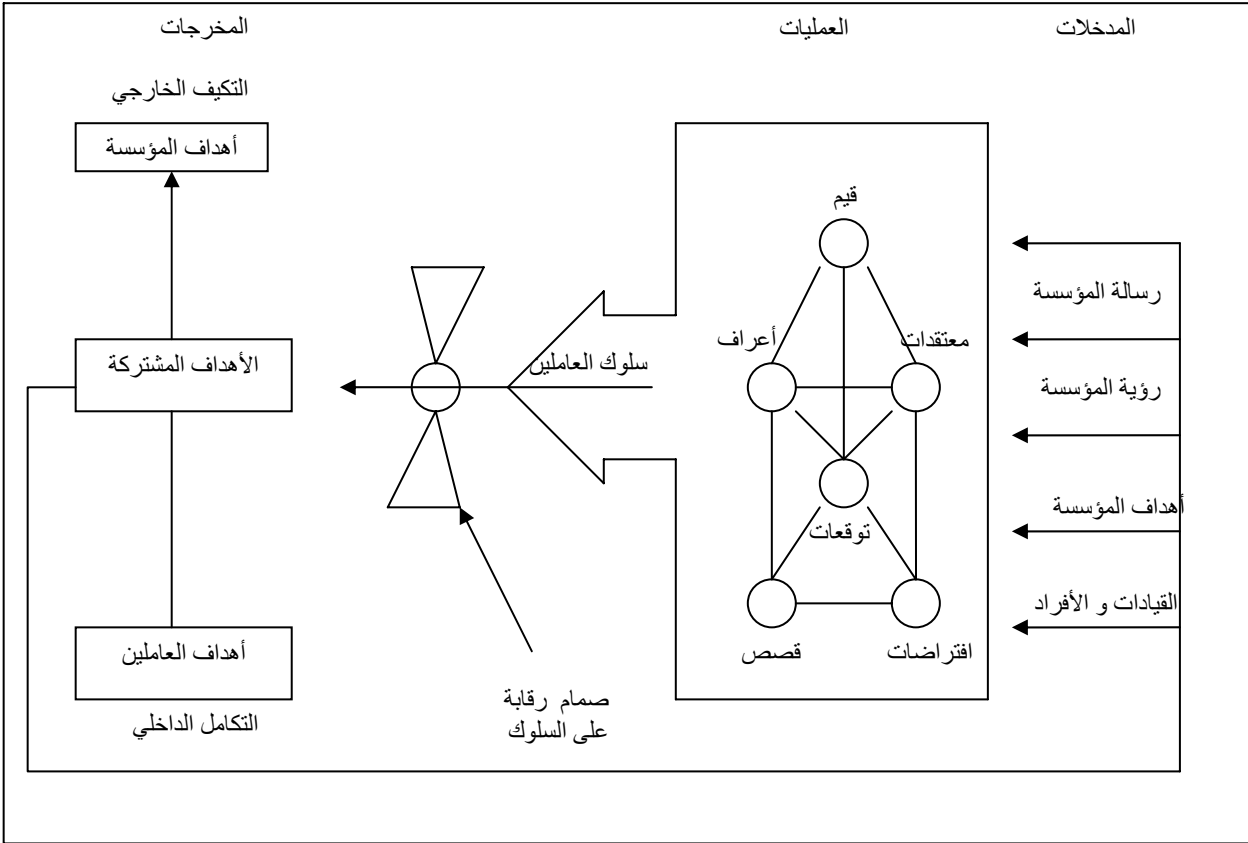 المدخلات
العمليات
المخرجات
التكيف الخارجي
أهداف المؤسسة
قيم
رسالة المؤسسة
معتقدات
أعراف
سلوك العاملين
الأهداف المشتركة
رؤية المؤسسة
أهداف المؤسسة
توقعات
القيادات و الأفراد
افتراضات
قصص
أهداف العاملين
صمام رقابة
على السلوك
التكامل الداخلي